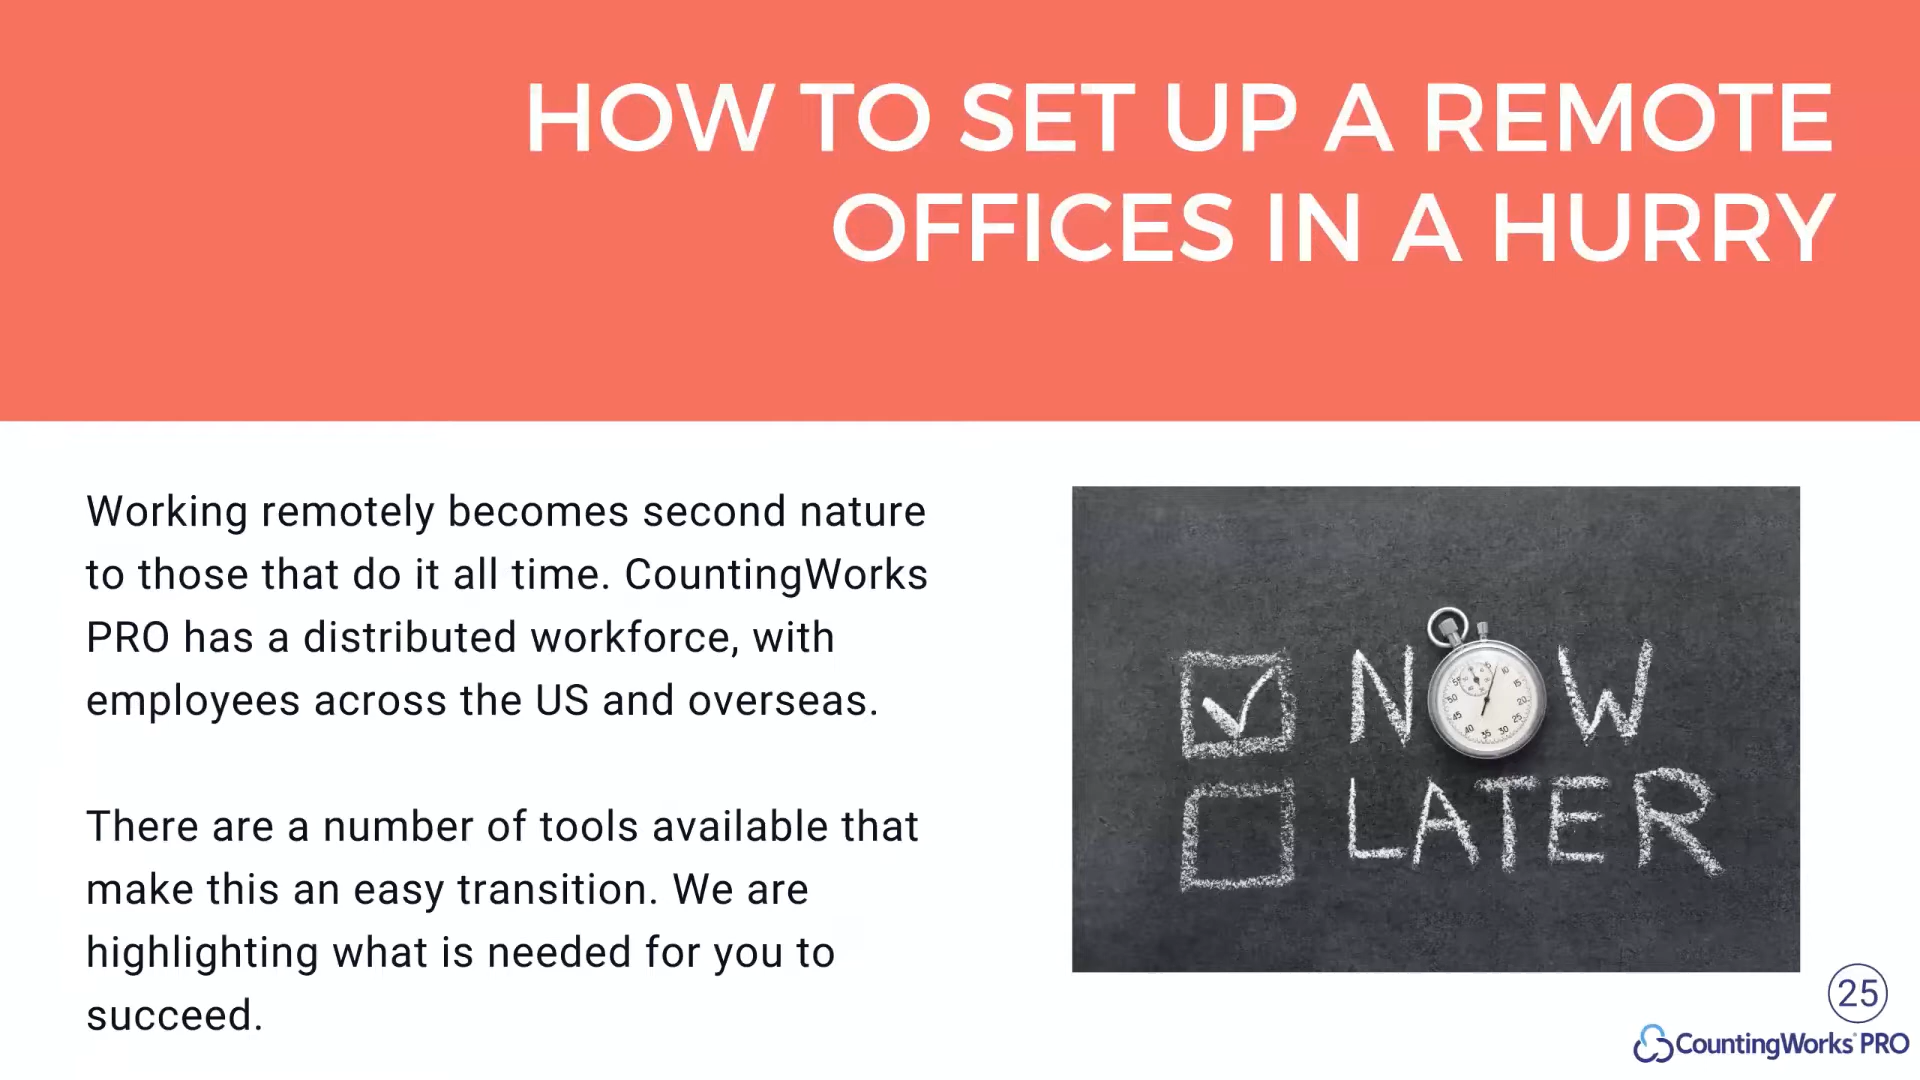 HOW TO SET UP A REMOTE
OFFICES IN A HURRY
Working remotely becomes second nature
to those that do it all time. CountingWorks
PRO has a distributed workforce, with
employees across the US and overseas.
There are a number of tools available that
make this an easy transition. We are
highlighting what is needed for you to
succeed.
N W
LATER
25
CountingWorks PRO